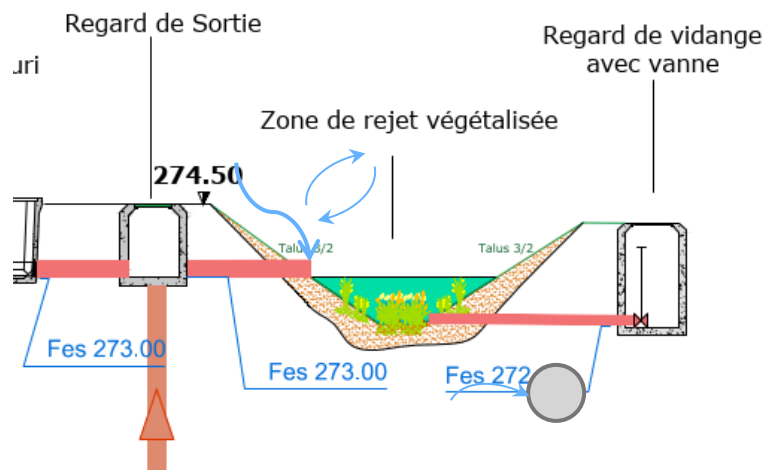 Regard de Sortie
Regard de vidange
avec vanne
uri
Zone de rejet végétalisée
274.50
Talus 3/2
Talus 3/2
Fes 273.00
Fes 273.00
Fes 272